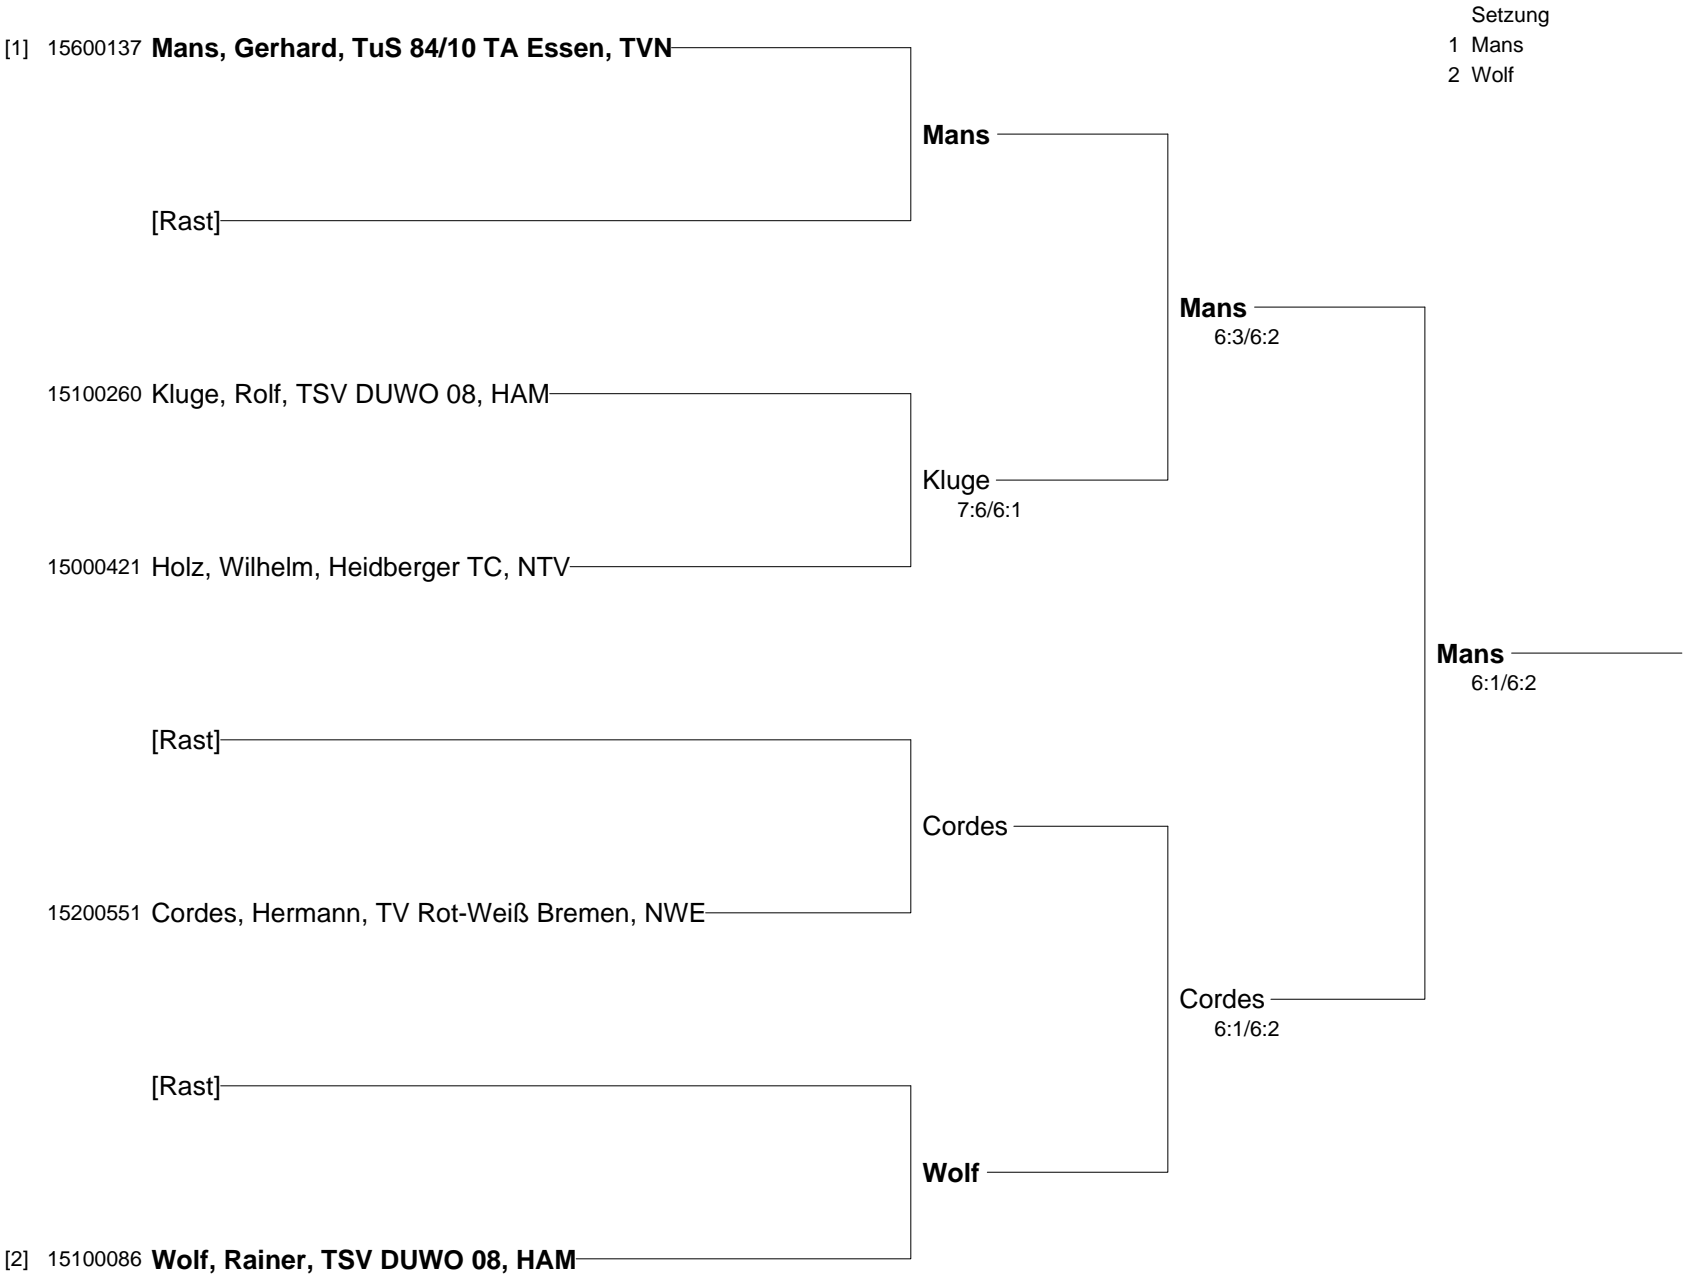 Setzung
1 Mans
2 Wolf
[1] 15600137 Mans, Gerhard, TuS 84/10 TA Essen, TVN
Mans
[Rast]
Mans
6:3/6:2
15100260 Kluge, Rolf, TSV DUWO 08, HAM
Kluge
7:6/6:1
15000421 Holz, Wilhelm, Heidberger TC, NTV
Mans
6:1/6:2
[Rast]
Cordes
15200551 Cordes, Hermann, TV Rot-Weiß Bremen, NWE
Cordes
6:1/6:2
[Rast]
Wolf
[2] 15100086 Wolf, Rainer, TSV DUWO 08, HAM